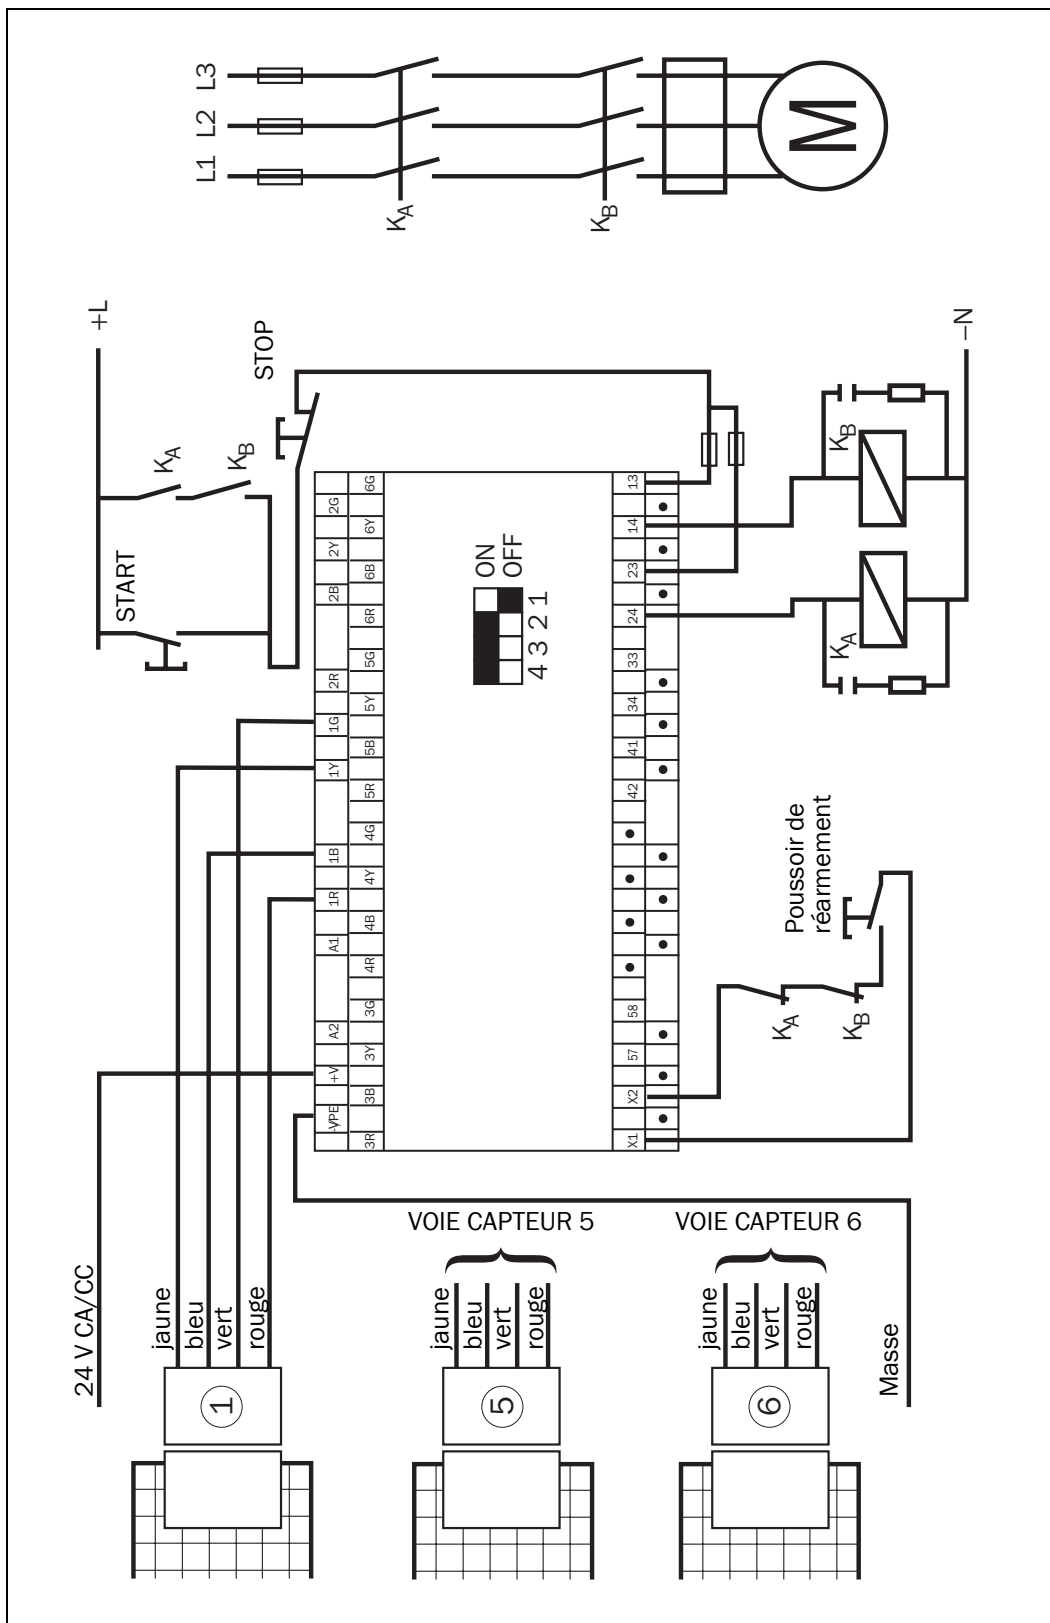 L3
L2
L1
KA
KB
M
+L
START
KA
KB
STOP
–N
KB
KA
ON
OFF
4 3 2 1
-V
PE
+V
A2
A1
1R
1B
1Y
1G
2R
2B
2Y
2G
3R
3B
3Y
3G
4R
4B
4Y
4G
5R
5B
5Y
5G
6R
6B
6Y
6G
X1
X2
57
58
42
41
34
33
24
23
14
13
Poussoir de
réarmement
KA
KB
24 V CA/CC
jaune
bleu
vert
rouge
1
VOIE CAPTEUR 5
jaune
bleu
vert
rouge
5
VOIE CAPTEUR 6
jaune
bleu
vert
rouge
6
Masse